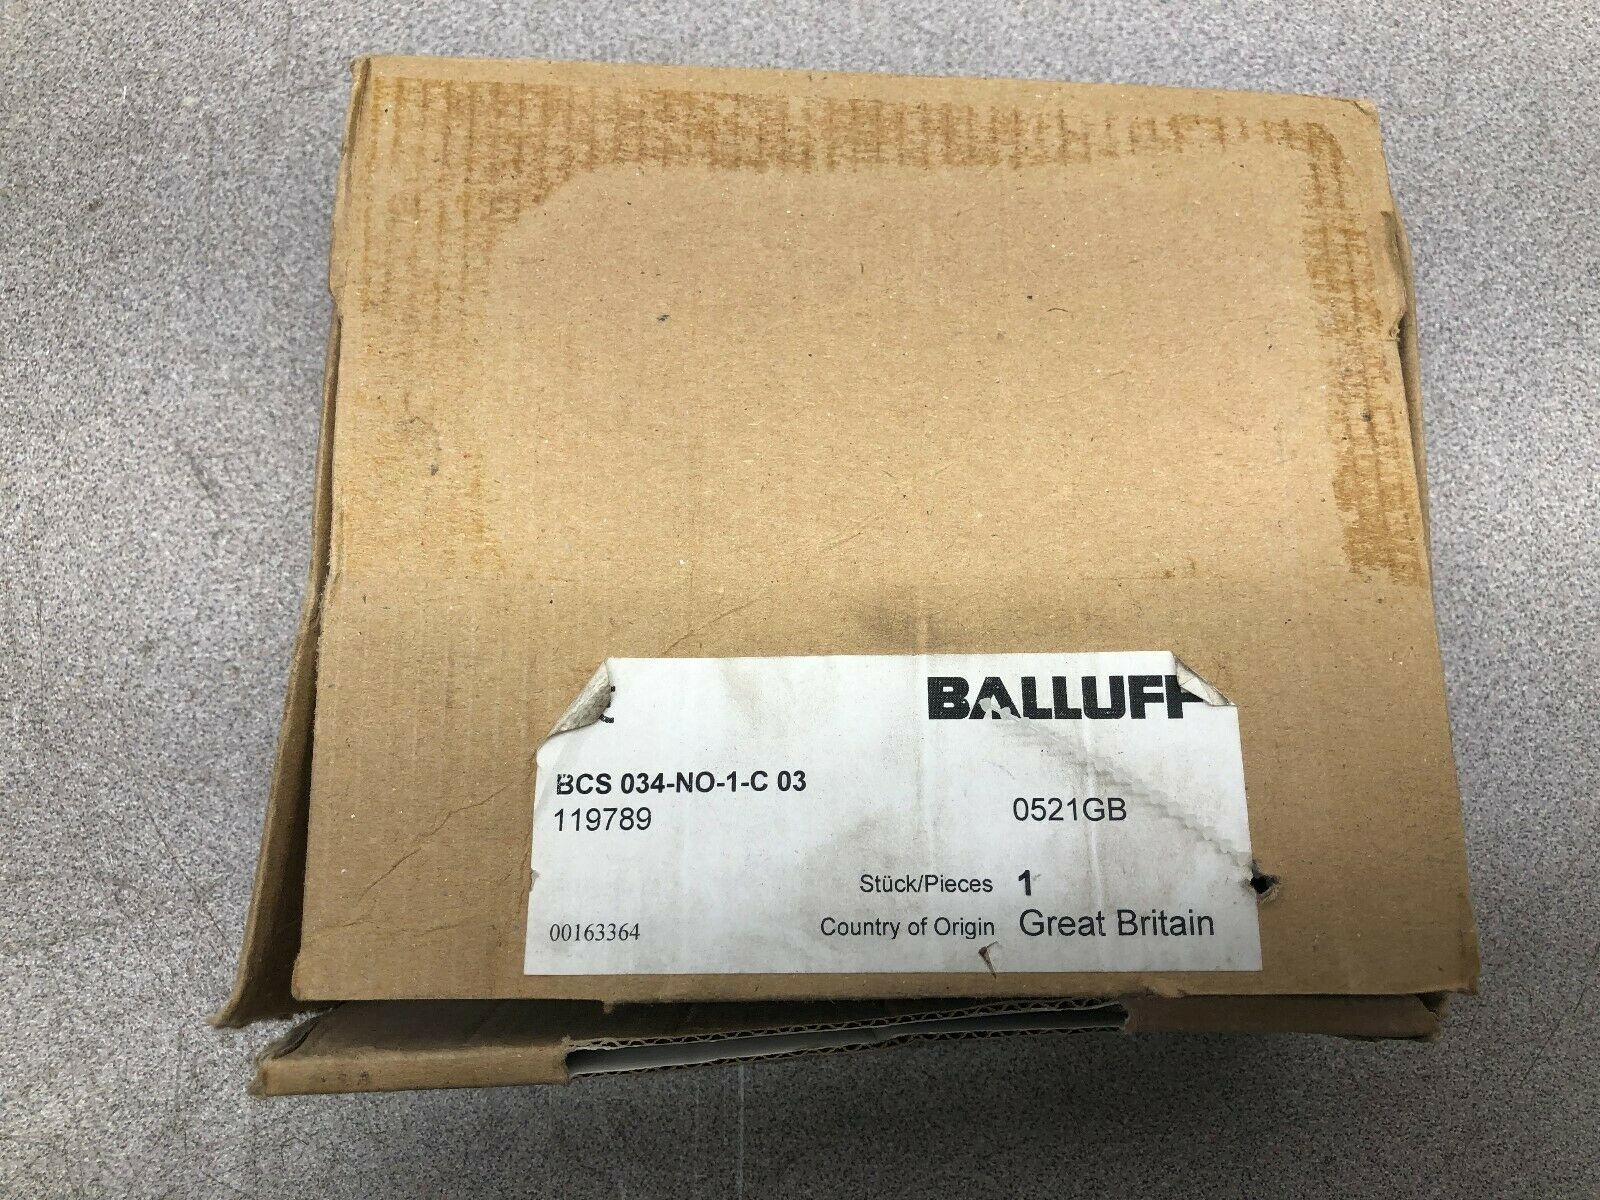 BALLUFF
BCS 034-NO-1-C 03
119789
0521GB
Stück/Pieces 1
Country of Origin Great Britain
00163364